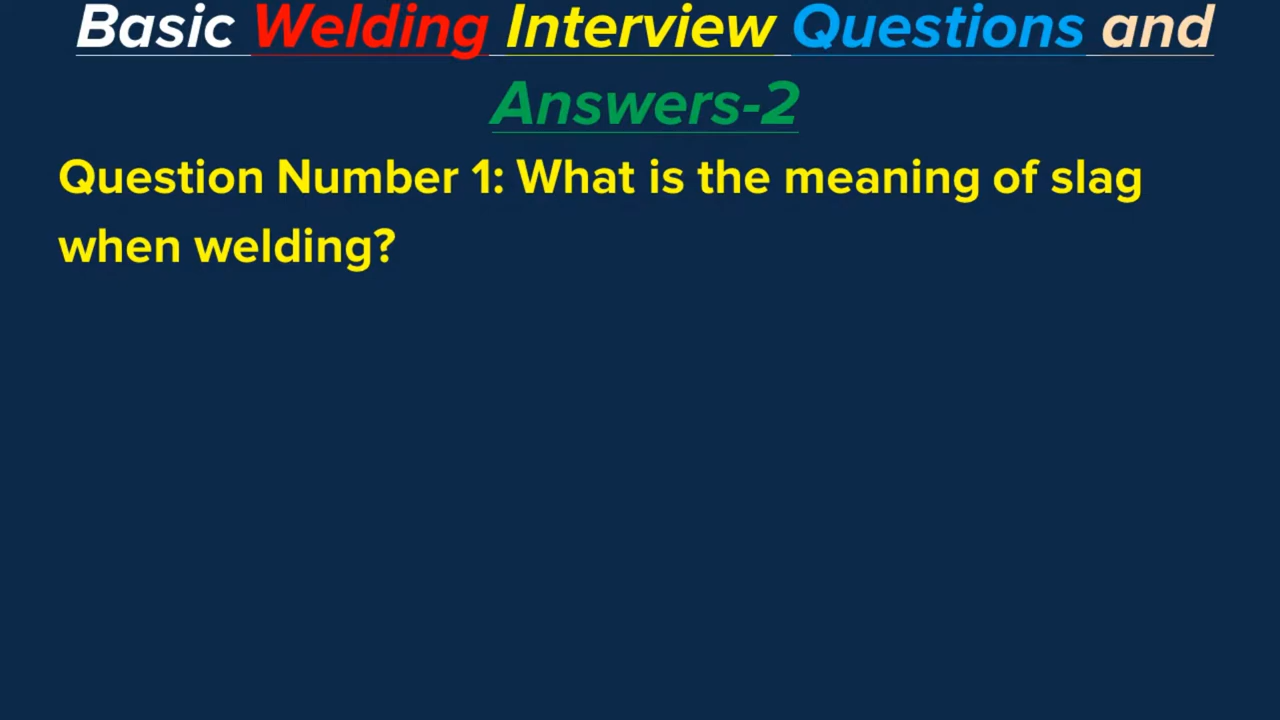 Basic Welding Interview Questions and
Answers-2
Question Number 1: What is the meaning of slag
when welding?